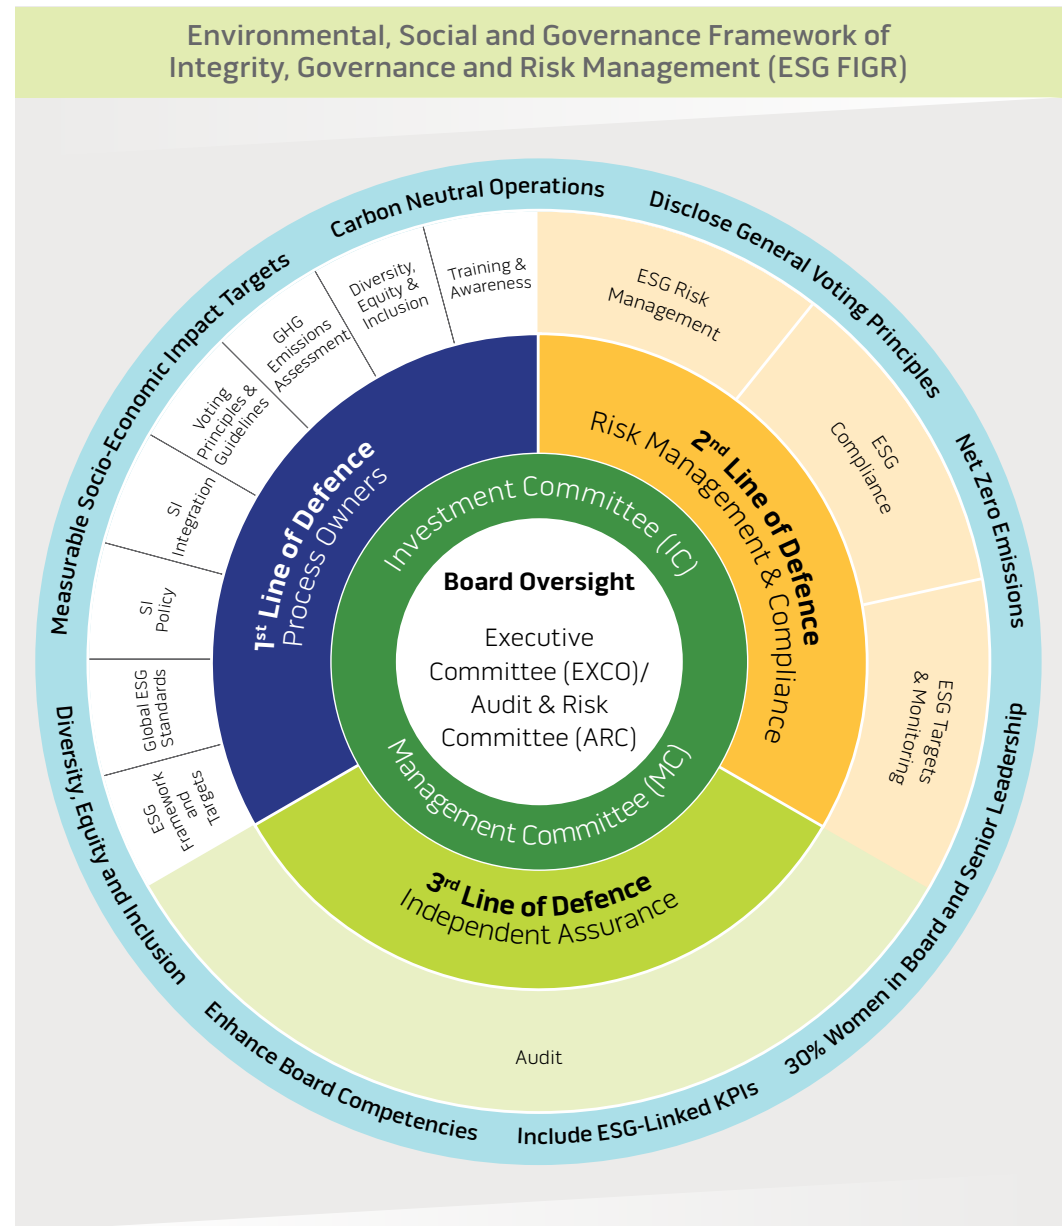 Environmental, Social and Governance Framework of
Integrity, Governance and Risk Management (ESG FIGR)
Carbon Neutral Operations
Disclose General Voting Principles
Net Zero Emissions
30% Women in Board and Senior Leadership
Include ESG-Linked KPIs
Enhance Board Competencies
Diversity, Equity and Inclusion
Measurable Socio-Economic Impact Targets
Training &
Awareness
Diversity,
Equity &
Inclusion
GHG
Emissions
Assessment
Voting
Principles &
Guidelines
SI
Integration
SI
Policy
Global ESG
Standards
ESG
Framework
and
Targets
ESG Risk
Management
ESG
Compliance
ESG Targets
& Monitoring
Audit
1st Line of Defence
Process Owners
2nd Line of Defence
Risk Management & Compliance
3rd Line of Defence
Independent Assurance
Investment Committee (IC)
Board Oversight
Executive
Committee (EXCO)/
Audit & Risk
Committee (ARC)
Management Committee (MC)